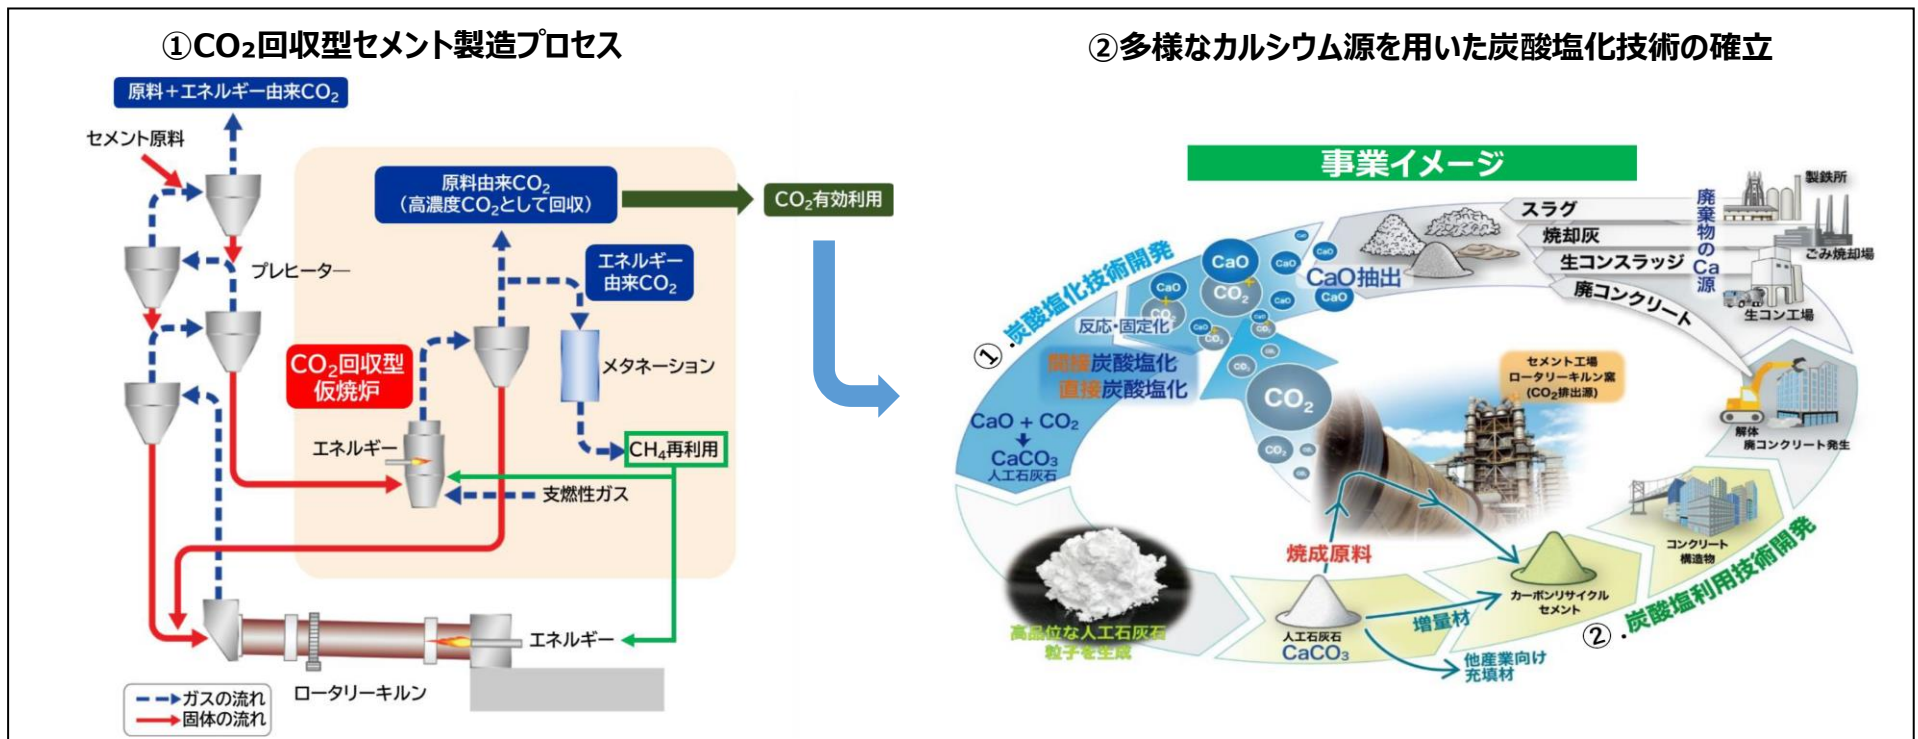 ①CO₂回収型セメント製造プロセス
原料+エネルギー由来CO₂
セメント原料
プレヒーター
原料由来CO₂
(高濃度CO₂として回収)
CO₂有効利用
エネルギー
由来CO₂
CO₂回収型
仮焼炉
メタネーション
エネルギー
CH₄再利用
支燃性ガス
エネルギー
ロータリーキルン
ガスの流れ
固体の流れ
②多様なカルシウム源を用いた炭酸塩化技術の確立
事業イメージ
製鉄所
スラグ
焼却灰
生コンスラッジ
廃コンクリート
廃棄物の
Ca源
ごみ焼却場
生コン工場
①.炭酸塩化技術開発
CaO
CaO
CaO
CaO
CaO
CaO
CaO
CaO抽出
CO₂
CO₂
CO₂
CO₂
CO₂
反応・固定化
間接炭酸塩化
直接炭酸塩化
CO₂
CO₂
CaO + CO₂
CaCO₃
人工石灰石
セメント工場
ロータリーキルン窯
(CO₂排出源)
解体
廃コンクリート発生
コンクリート
構造物
焼成原料
高品位な人工石灰石
粒子を生成
人工石灰石
CaCO₃
増量材
他産業向け
充填材
カーボンリサイクル
セメント
②.炭酸塩利用技術開発